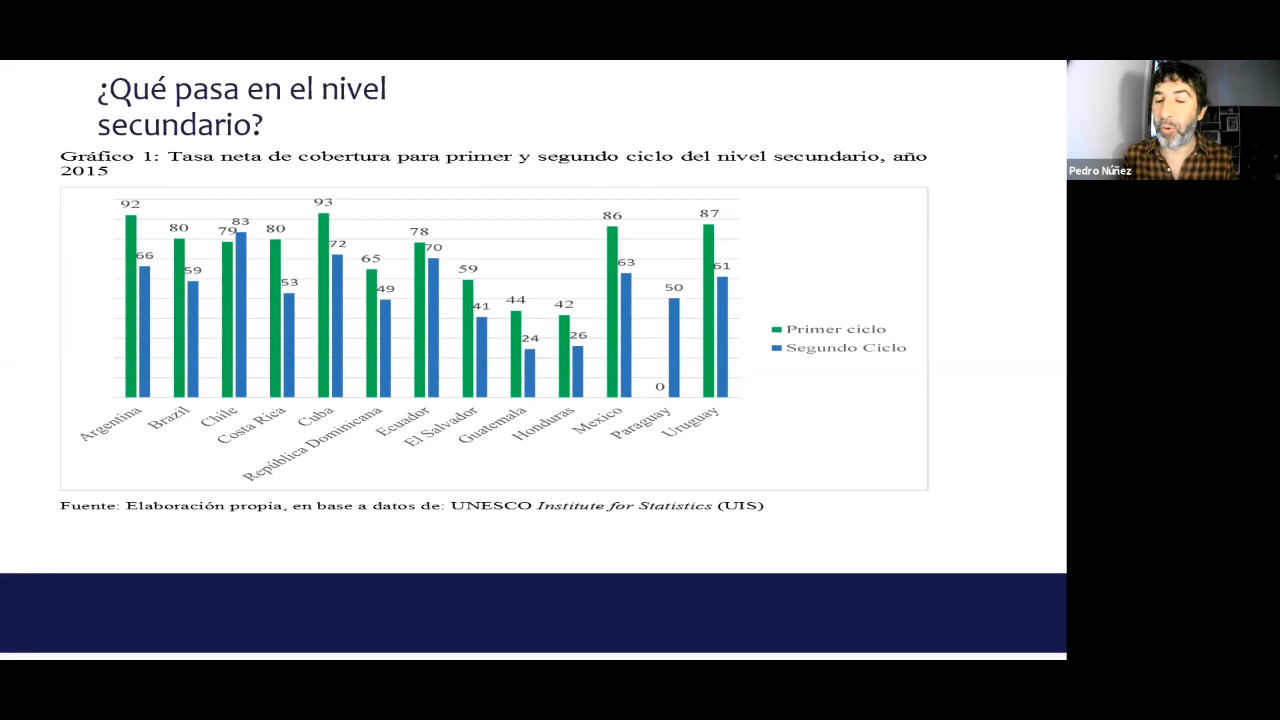 ¿Qué pasa en el nivel
secundario?
Gráfico 1: Tasa neta de cobertura para primer y segundo ciclo del nivel secundario, año
2015
92 66 80 59 79 83 80 53 93 72 65 49 78 70 59 41 44 24 42 26 86 63 0 50 87 61
Primer ciclo
Segundo Ciclo
Argentina Brazil Chile Costa Rica Cuba República Dominicana Ecuador El Salvador Guatemala Honduras Mexico Paraguay Uruguay
Fuente: Elaboración propia, en base a datos de: UNESCO Institute for Statistics (UIS)
Pedro Núñez